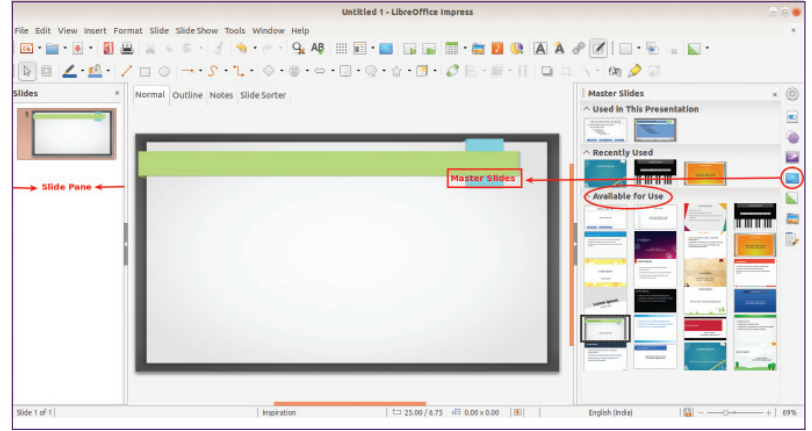 Untitled 1 - LibreOffice Impress
File Edit View Insert Format Slide Slide Show Tools Window Help
Slides
Normal Outline Notes Slide Sorter
Master Slides
Used in This Presentation
1
Recently Used
Master Slides
Slide Pane
Available for Use
Slide 1 of 1
Inspiration
25.00 / 6.75
0.00 x 0.00
English (India)
69%